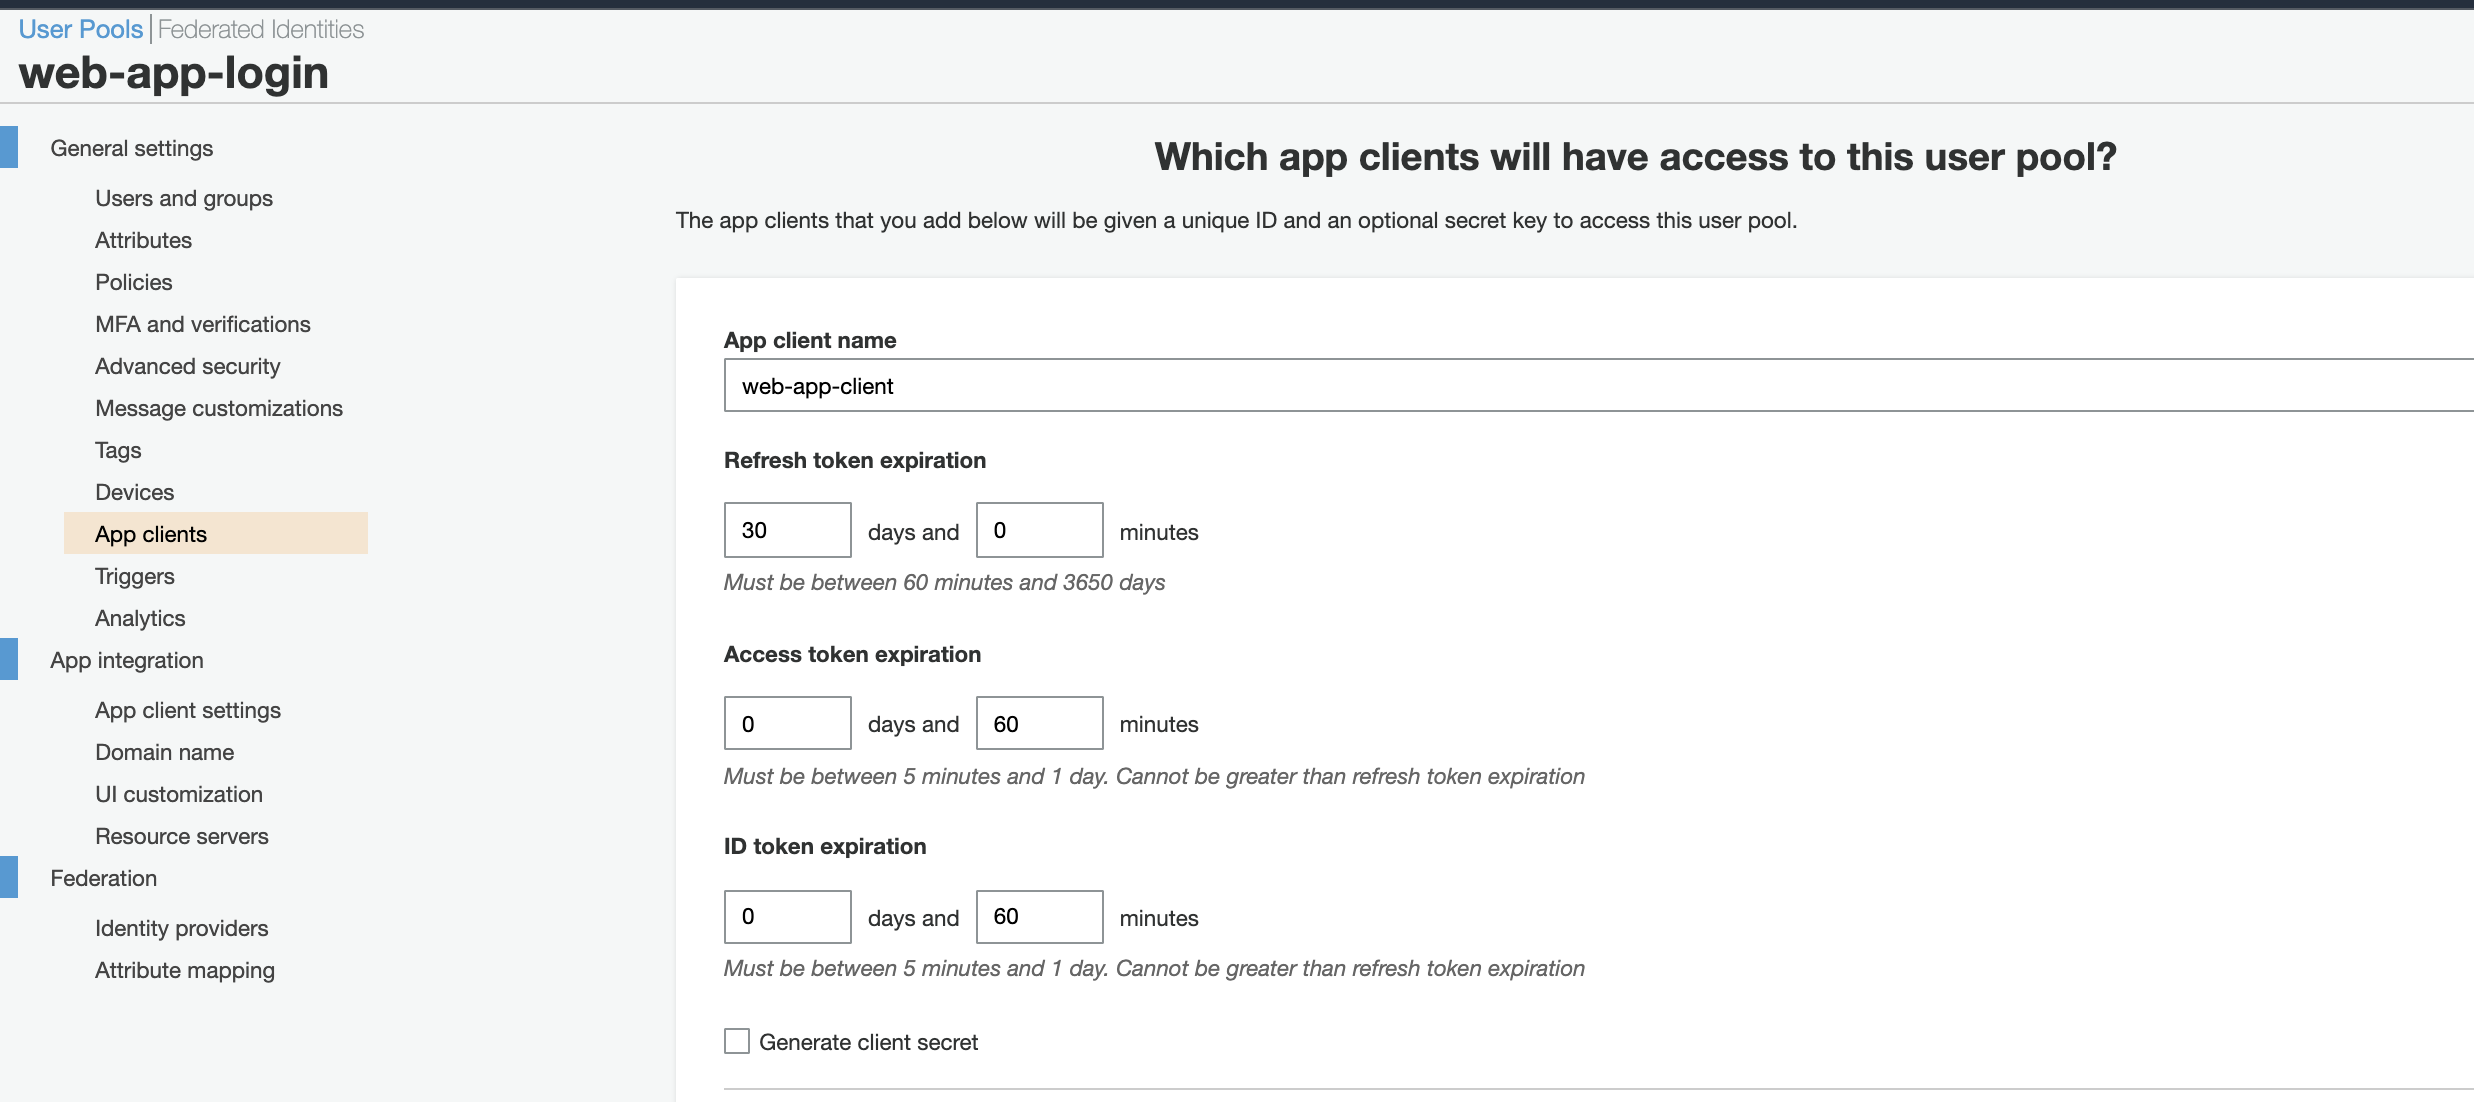 User Pools | Federated Identities
web-app-login
General settings
Users and groups
Attributes
Policies
MFA and verifications
Advanced security
Message customizations
Tags
Devices
App clients
Triggers
Analytics
App integration
App client settings
Domain name
UI customization
Resource servers
Federation
Identity providers
Attribute mapping
Which app clients will have access to this user pool?
The app clients that you add below will be given a unique ID and an optional secret key to access this user pool.
App client name
web-app-client
Refresh token expiration
30 days and 0 minutes
Must be between 60 minutes and 3650 days
Access token expiration
0 days and 60 minutes
Must be between 5 minutes and 1 day. Cannot be greater than refresh token expiration
ID token expiration
0 days and 60 minutes
Must be between 5 minutes and 1 day. Cannot be greater than refresh token expiration
Generate client secret